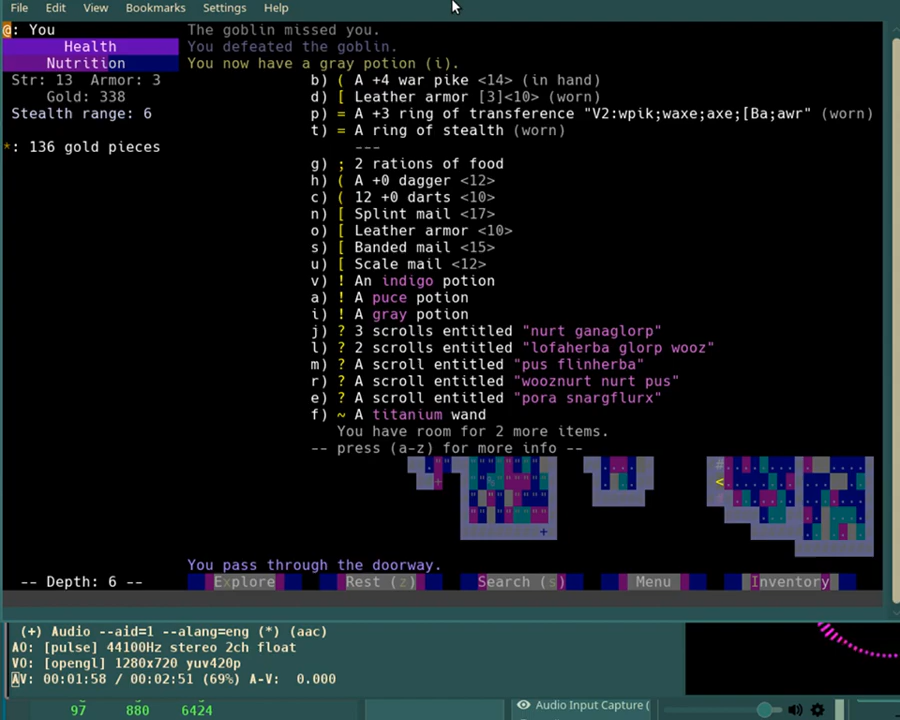 File Edit View Bookmarks Settings Help
@: You
The goblin missed you.
Health
You defeated the goblin.
Nutrition
You now have a gray potion (i).
Str: 13 Armor: 3
b) ( A +4 war pike <14> (in hand)
Gold: 338
d) [ Leather armor [3]<10> (worn)
Stealth range: 6
p) = A +3 ring of transference "V2:wpik;waxe;axe;[Ba;awr" (worn)
t) = A ring of stealth (worn)
*: 136 gold pieces
---
g) ; 2 rations of food
h) ( A +0 dagger <12>
c) ( 12 +0 darts <10>
n) [ Splint mail <17>
o) [ Leather armor <10>
s) [ Banded mail <15>
u) [ Scale mail <12>
v) ! An indigo potion
a) ! A puce potion
i) ! A gray potion
j) ? 3 scrolls entitled "nurt ganaglorp"
l) ? 2 scrolls entitled "lofaherba glorp wooz"
m) ? A scroll entitled "pus flinherba"
r) ? A scroll entitled "wooznurt nurt pus"
e) ? A scroll entitled "pora snargflurx"
f) ~ A titanium wand
You have room for 2 more items.
-- press (a-z) for more info --
You pass through the doorway.
-- Depth: 6 --
Explore Rest (z) Search (s) Menu Inventory
(+) Audio --aid=1 --alang=eng (*) (aac)
AO: [pulse] 44100Hz stereo 2ch float
VO: [opengl] 1280x720 yuv420p
AV: 00:01:58 / 00:02:51 (69%) A-V: 0.000
97 880 6424
Audio Input Capture (